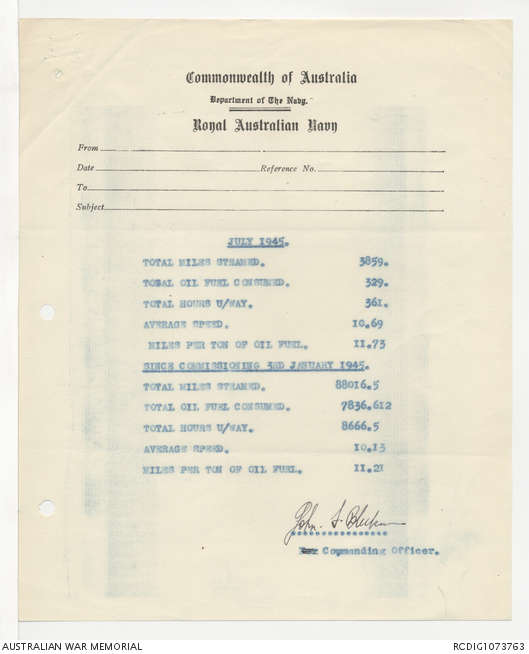 Commonwealth of Australia
Department of The Navy.
Royal Australian Navy
From
Date Reference No.
To
Subject
JULY 1945.
TOTAL MILES STEAMED. 3859.
TOTAL OIL FUEL CONSUMED. 329.
TOTAL HOURS U/WAY. 361.
AVERAGE SPEED. 10.69
MILES PER TON OF OIL FUEL. 11.73
SINCE COMMISSIONING 3RD JANUARY 1945.
TOTAL MILES STEAMED. 88016.5
TOTAL OIL FUEL CONSUMED. 7836.612
TOTAL HOURS U/WAY. 8666.5
AVERAGE SPEED. 10.13
MILES PER TON OF OIL FUEL. 11.21
John
Commanding Officer.
AUSTRALIAN WAR MEMORIAL RCDIG1073763